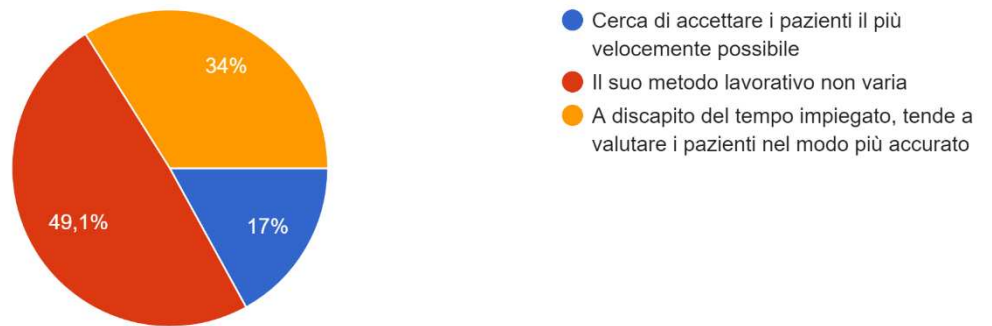 34%
49,1%
17%
Cerca di accettare i pazienti il più
velocemente possibile
Il suo metodo lavorativo non varia
A discapito del tempo impiegato, tende a
valutare i pazienti nel modo più accurato